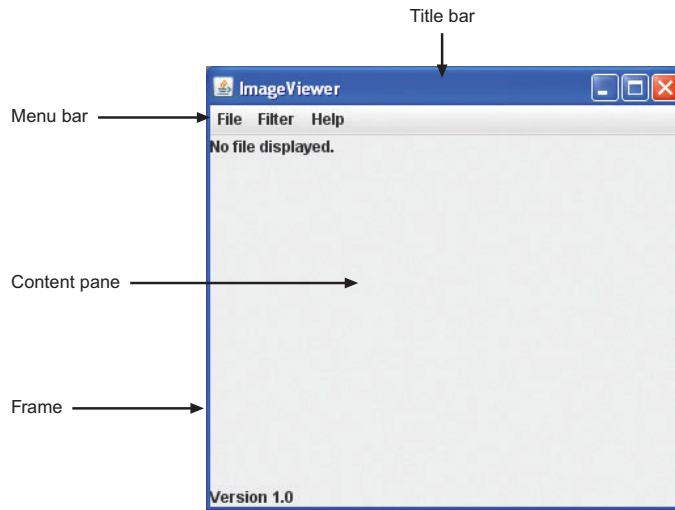 Title bar
ImageViewer
Menu bar
File Filter Help
No file displayed.
Content pane
Frame
Version 1.0